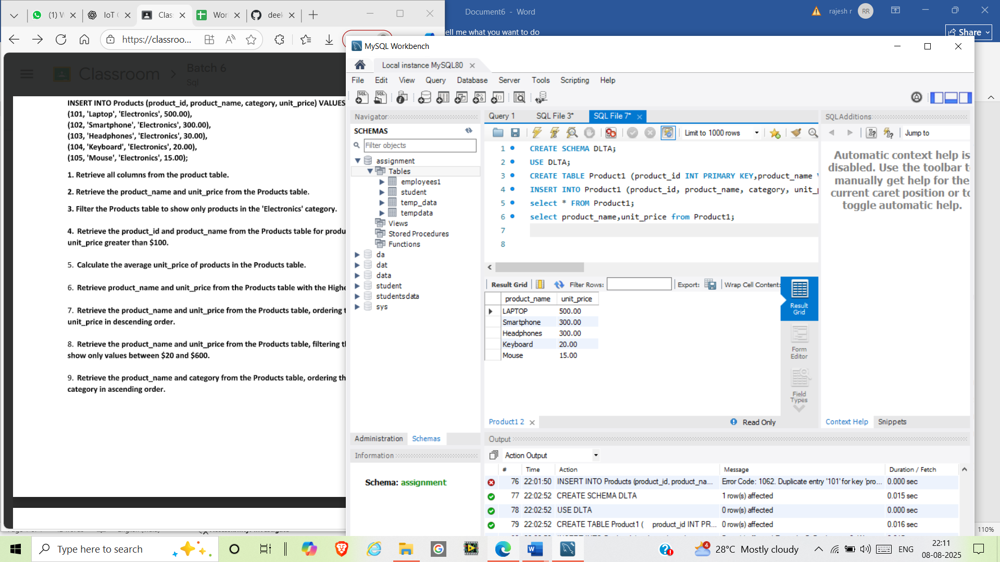 (1) W
IoT
Clas
Wor
deel
Document6 - Word
rajesh r
RR
https://classroo...
ell me what you want to do
Share
Classroom
Batch 6
Sql
INSERT INTO Products (product_id, product_name, category, unit_price) VALUES
(101, 'Laptop', 'Electronics', 500.00),
(102, 'Smartphone', 'Electronics', 300.00),
(103, 'Headphones', 'Electronics', 30.00),
(104, 'Keyboard', 'Electronics', 20.00),
(105, 'Mouse', 'Electronics', 15.00);
1. Retrieve all columns from the product table.
2. Retrieve the product_name and unit_price from the Products table.
3. Filter the Products table to show only products in the 'Electronics' category.
4. Retrieve the product_id and product_name from the Products table for produ
unit_price greater than $100.
5. Calculate the average unit_price of products in the Products table.
6. Retrieve product_name and unit_price from the Products table with the Highe
7. Retrieve the product_name and unit_price from the Products table, ordering t
unit_price in descending order.
8. Retrieve the product_name and unit_price from the Products table, filtering t
show only values between $20 and $600.
9. Retrieve the product_name and category from the Products table, ordering th
category in ascending order.
MySQL Workbench
Local instance MySQL80
File Edit View Query Database Server Tools Scripting Help
Navigator
SCHEMAS
Filter objects
assignment
Tables
employees1
student
temp_data
tempdata
Views
Stored Procedures
Functions
da
dat
data
student
studentsdata
sys
Administration Schemas
Information
Schema: assignment
Query 1 SQL File 3* SQL File 7*
Limit to 1000 rows
1 CREATE SCHEMA DLTA;
2 USE DLTA;
3 CREATE TABLE Product1 (product_id INT PRIMARY KEY,product_name
4 INSERT INTO Product1 (product_id, product_name, category, unit_p
5 select * FROM Product1;
6 select product_name,unit_price from Product1;
7
8
Result Grid Filter Rows: Export: Wrap Cell Content:
product_name unit_price
LAPTOP 500.00
Smartphone 300.00
Headphones 300.00
Keyboard 20.00
Mouse 15.00
Result Grid
Form Editor
Field Types
Product1 2
Read Only
SQLAdditions
Jump to
Automatic context help is
disabled. Use the toolbar t
manually get help for the
current caret position or to
toggle automatic help.
Context Help Snippets
Output
Action Output
# Time Action Message Duration / Fetch
76 22:01:50 INSERT INTO Products (product_id, product_na... Error Code: 1062. Duplicate entry '101' for key 'pro... 0.000 sec
77 22:02:52 CREATE SCHEMA DLTA 1 row(s) affected 0.015 sec
78 22:02:52 USE DLTA 0 row(s) affected 0.000 sec
79 22:02:52 CREATE TABLE Product1 ( product_id INT PR... 0 row(s) affected 0.016 sec
110%
Type here to search
28°C Mostly cloudy
ENG
22:11
08-08-2025